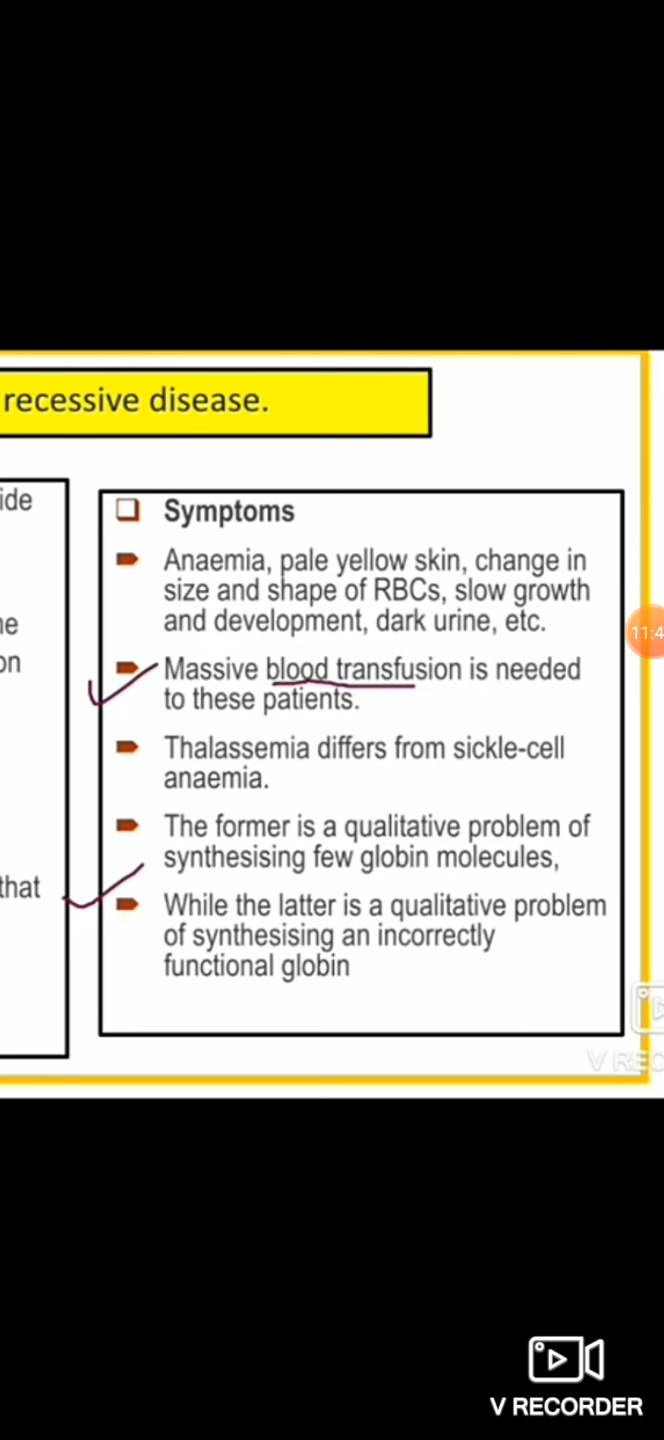 recessive disease.
ide
ne
on
that
Symptoms
Anaemia, pale yellow skin, change in
size and shape of RBCs, slow growth
and development, dark urine, etc.
Massive blood transfusion is needed
to these patients.
Thalassemia differs from sickle-cell
anaemia.
The former is a qualitative problem of
synthesising few globin molecules,
While the latter is a qualitative problem
of synthesising an incorrectly
functional globin
11:4
V REC
V RECORDER